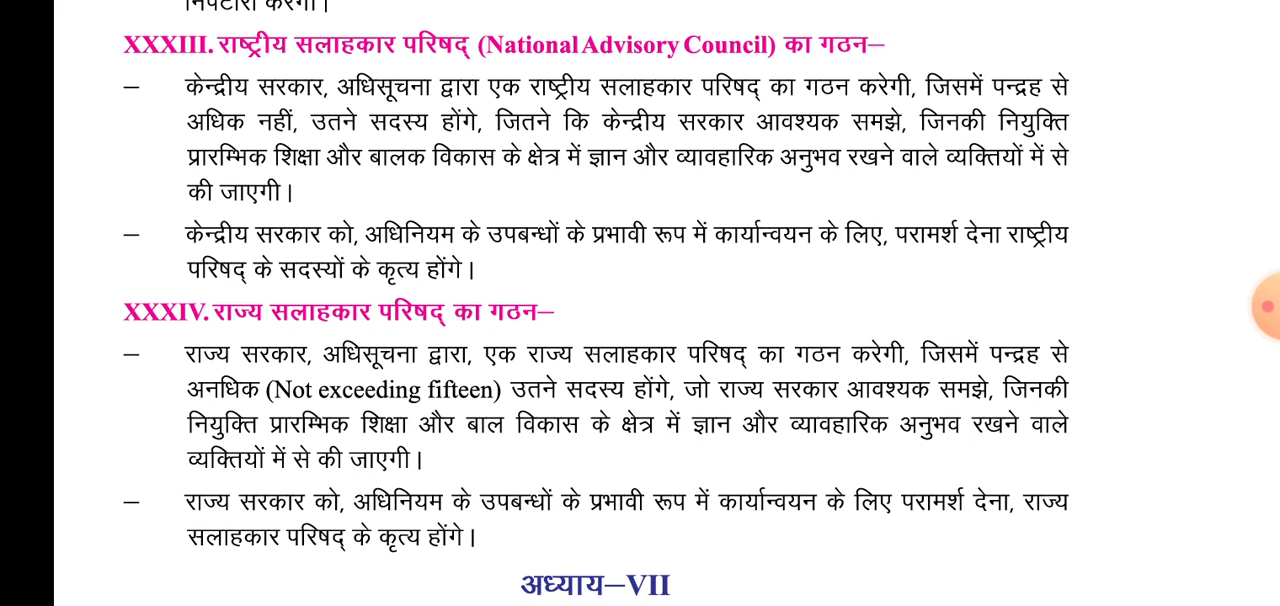 निपटारा करेगी।
XXXIII. राष्ट्रीय सलाहकार परिषद् (National Advisory Council) का गठन–
– केन्द्रीय सरकार, अधिसूचना द्वारा एक राष्ट्रीय सलाहकार परिषद् का गठन करेगी, जिसमें पन्द्रह से
अधिक नहीं, उतने सदस्य होंगे, जितने कि केन्द्रीय सरकार आवश्यक समझे, जिनकी नियुक्ति
प्रारम्भिक शिक्षा और बालक विकास के क्षेत्र में ज्ञान और व्यावहारिक अनुभव रखने वाले व्यक्तियों में से
की जाएगी।
– केन्द्रीय सरकार को, अधिनियम के उपबन्धों के प्रभावी रूप में कार्यान्वयन के लिए, परामर्श देना राष्ट्रीय
परिषद् के सदस्यों के कृत्य होंगे।
XXXIV. राज्य सलाहकार परिषद् का गठन–
– राज्य सरकार, अधिसूचना द्वारा, एक राज्य सलाहकार परिषद् का गठन करेगी, जिसमें पन्द्रह से
अनधिक (Not exceeding fifteen) उतने सदस्य होंगे, जो राज्य सरकार आवश्यक समझे, जिनकी
नियुक्ति प्रारम्भिक शिक्षा और बाल विकास के क्षेत्र में ज्ञान और व्यावहारिक अनुभव रखने वाले
व्यक्तियों में से की जाएगी।
– राज्य सरकार को, अधिनियम के उपबन्धों के प्रभावी रूप में कार्यान्वयन के लिए परामर्श देना, राज्य
सलाहकार परिषद् के कृत्य होंगे।
अध्याय–VII